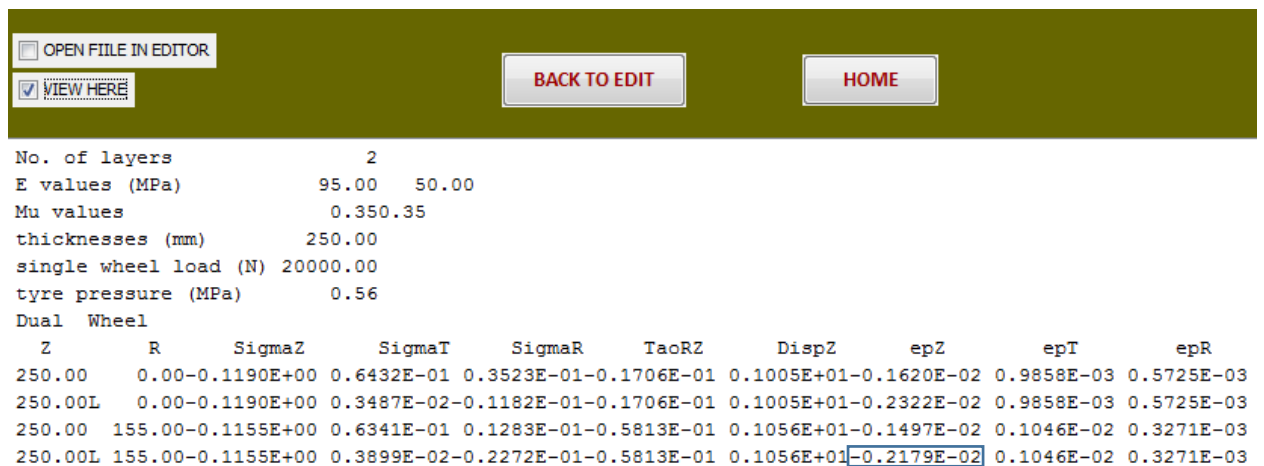 OPEN FIILE IN EDITOR
VIEW HERE
BACK TO EDIT
HOME
No. of layers 2
E values (MPa) 95.00 50.00
Mu values 0.350.35
thicknesses (mm) 250.00
single wheel load (N) 20000.00
tyre pressure (MPa) 0.56
Dual Wheel
Z R SigmaZ SigmaT SigmaR TaoRZ DispZ epZ epT epR
250.00 0.00-0.1190E+00 0.6432E-01 0.3523E-01-0.1706E-01 0.1005E+01-0.1620E-02 0.9858E-03 0.5725E-03
250.00L 0.00-0.1190E+00 0.3487E-02-0.1182E-01-0.1706E-01 0.1005E+01-0.2322E-02 0.9858E-03 0.5725E-03
250.00 155.00-0.1155E+00 0.6341E-01 0.1283E-01-0.5813E-01 0.1056E+01-0.1497E-02 0.1046E-02 0.3271E-03
250.00L 155.00-0.1155E+00 0.3899E-02-0.2272E-01-0.5813E-01 0.1056E+01-0.2179E-02 0.1046E-02 0.3271E-03